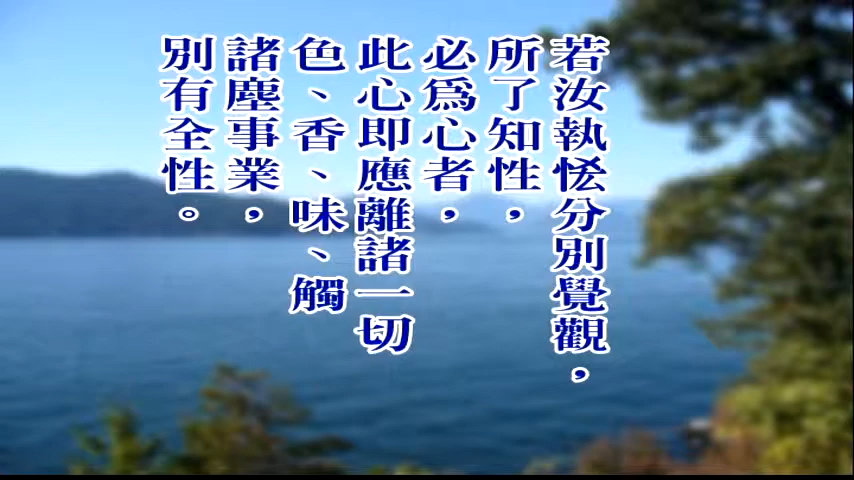 若汝執恡分別覺觀，
所了知性，
必為心者，
此心即應離諸一切
色、香、味、觸
諸塵事業，
別有全性。